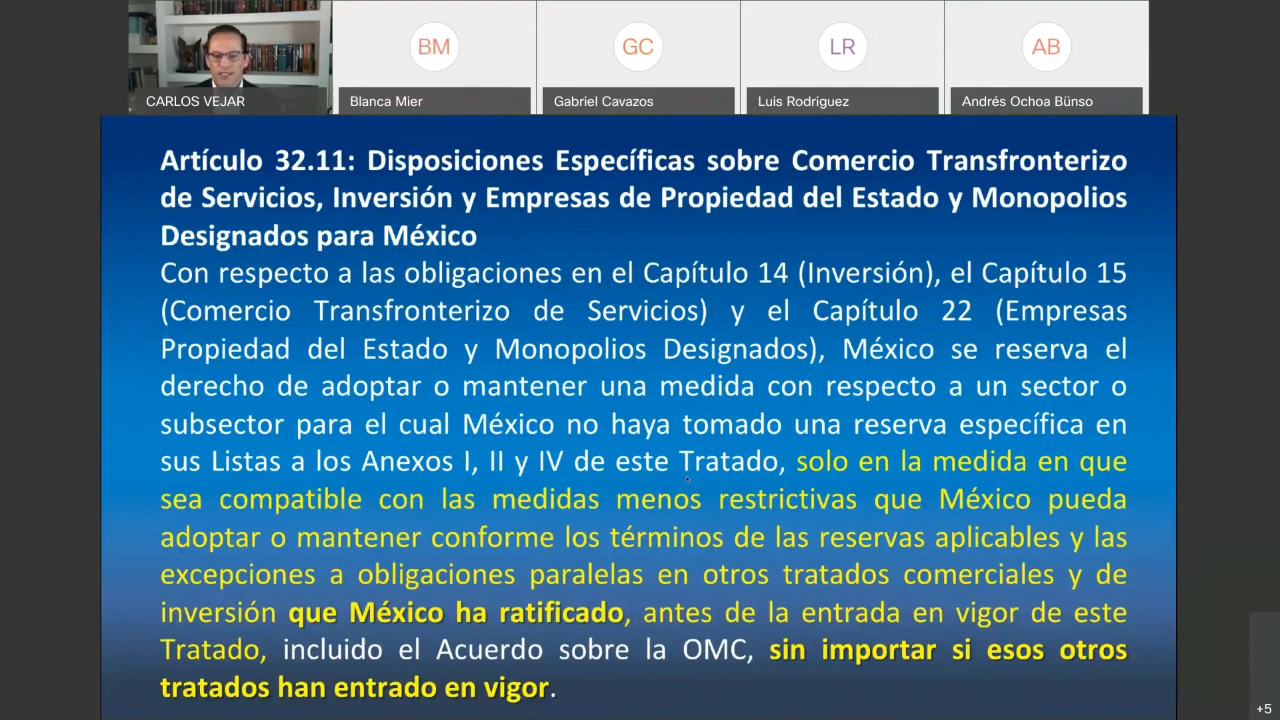 BM
GC
LR
AB
CARLOS VEJAR
Blanca Mier
Gabriel Cavazos
Luis Rodriguez
Andrés Ochoa Bünso
Artículo 32.11: Disposiciones Específicas sobre Comercio Transfronterizo
de Servicios, Inversión y Empresas de Propiedad del Estado y Monopolios
Designados para México
Con respecto a las obligaciones en el Capítulo 14 (Inversión), el Capítulo 15
(Comercio Transfronterizo de Servicios) y el Capítulo 22 (Empresas
Propiedad del Estado y Monopolios Designados), México se reserva el
derecho de adoptar o mantener una medida con respecto a un sector o
subsector para el cual México no haya tomado una reserva específica en
sus Listas a los Anexos I, II y IV de este Tratado, solo en la medida en que
sea compatible con las medidas menos restrictivas que México pueda
adoptar o mantener conforme los términos de las reservas aplicables y las
excepciones a obligaciones paralelas en otros tratados comerciales y de
inversión que México ha ratificado, antes de la entrada en vigor de este
Tratado, incluido el Acuerdo sobre la OMC, sin importar si esos otros
tratados han entrado en vigor.
+5